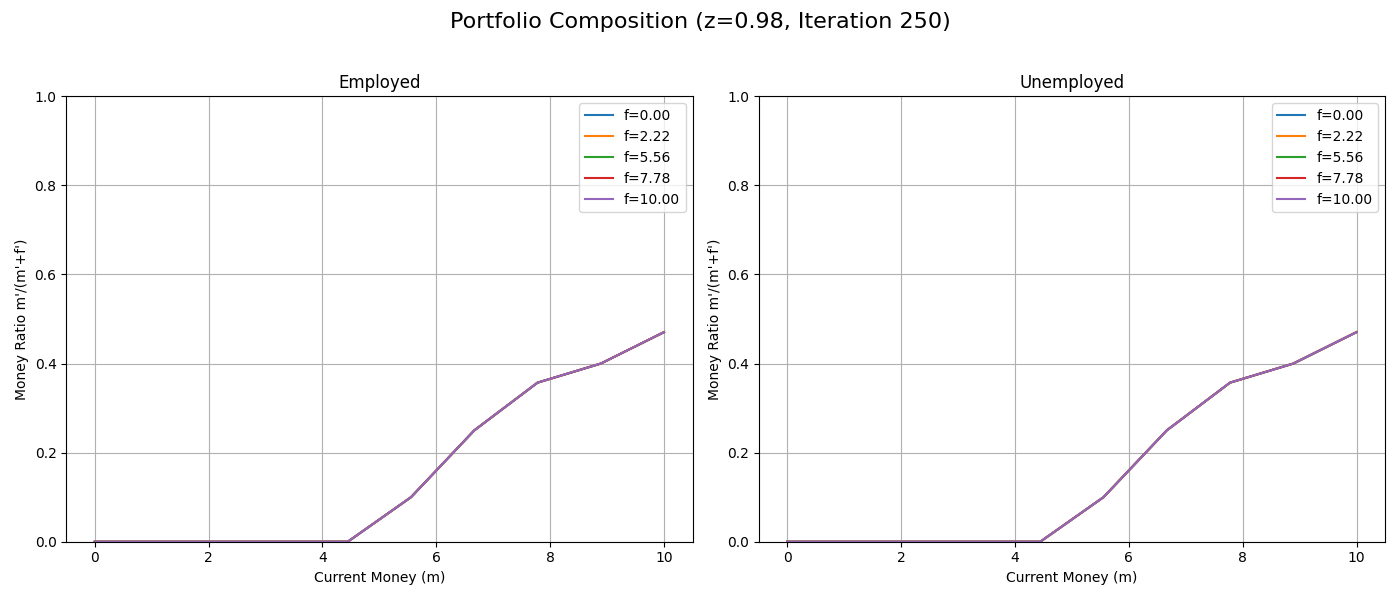 Portfolio Composition (z=0.98, Iteration 250)
Employed
1.0
0.8
0.6
0.4
0.2
0.0
Money Ratio m'/(m'+f')
f=0.00
f=2.22
f=5.56
f=7.78
f=10.00
0 2 4 6 8 10
Current Money (m)
Unemployed
1.0
0.8
0.6
0.4
0.2
0.0
Money Ratio m'/(m'+f')
f=0.00
f=2.22
f=5.56
f=7.78
f=10.00
0 2 4 6 8 10
Current Money (m)